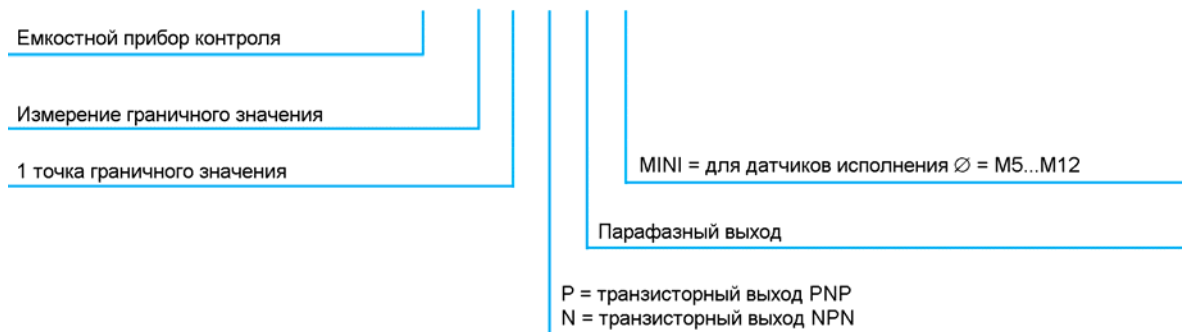 Емкостной прибор контроля
Измерение граничного значения
1 точка граничного значения
MINI = для датчиков исполнения ∅ = M5...M12
Парафазный выход
P = транзисторный выход PNP
N = транзисторный выход NPN